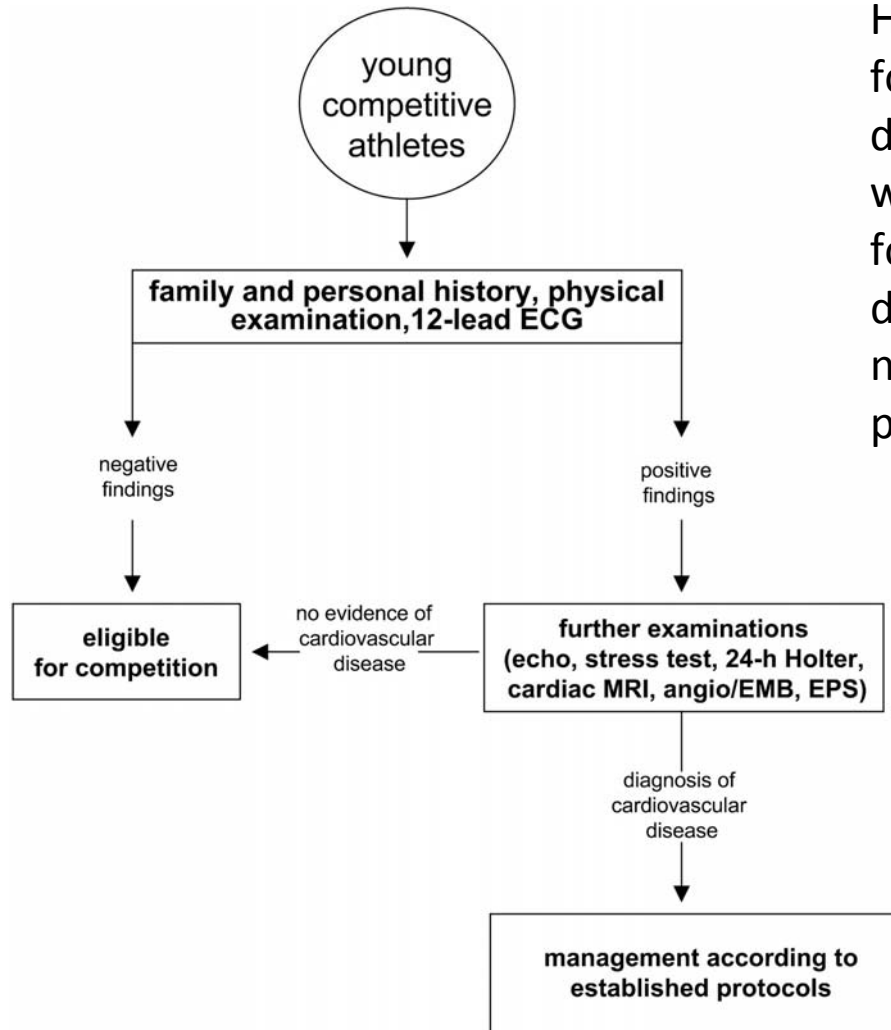 young
competitive
athletes
family and personal history, physical
examination,12-lead ECG
negative
findings
positive
findings
eligible
for competition
no evidence of
cardiovascular
disease
further examinations
(echo, stress test, 24-h Holter,
cardiac MRI, angio/EMB, EPS)
diagnosis of
cardiovascular
disease
management according to
established protocols